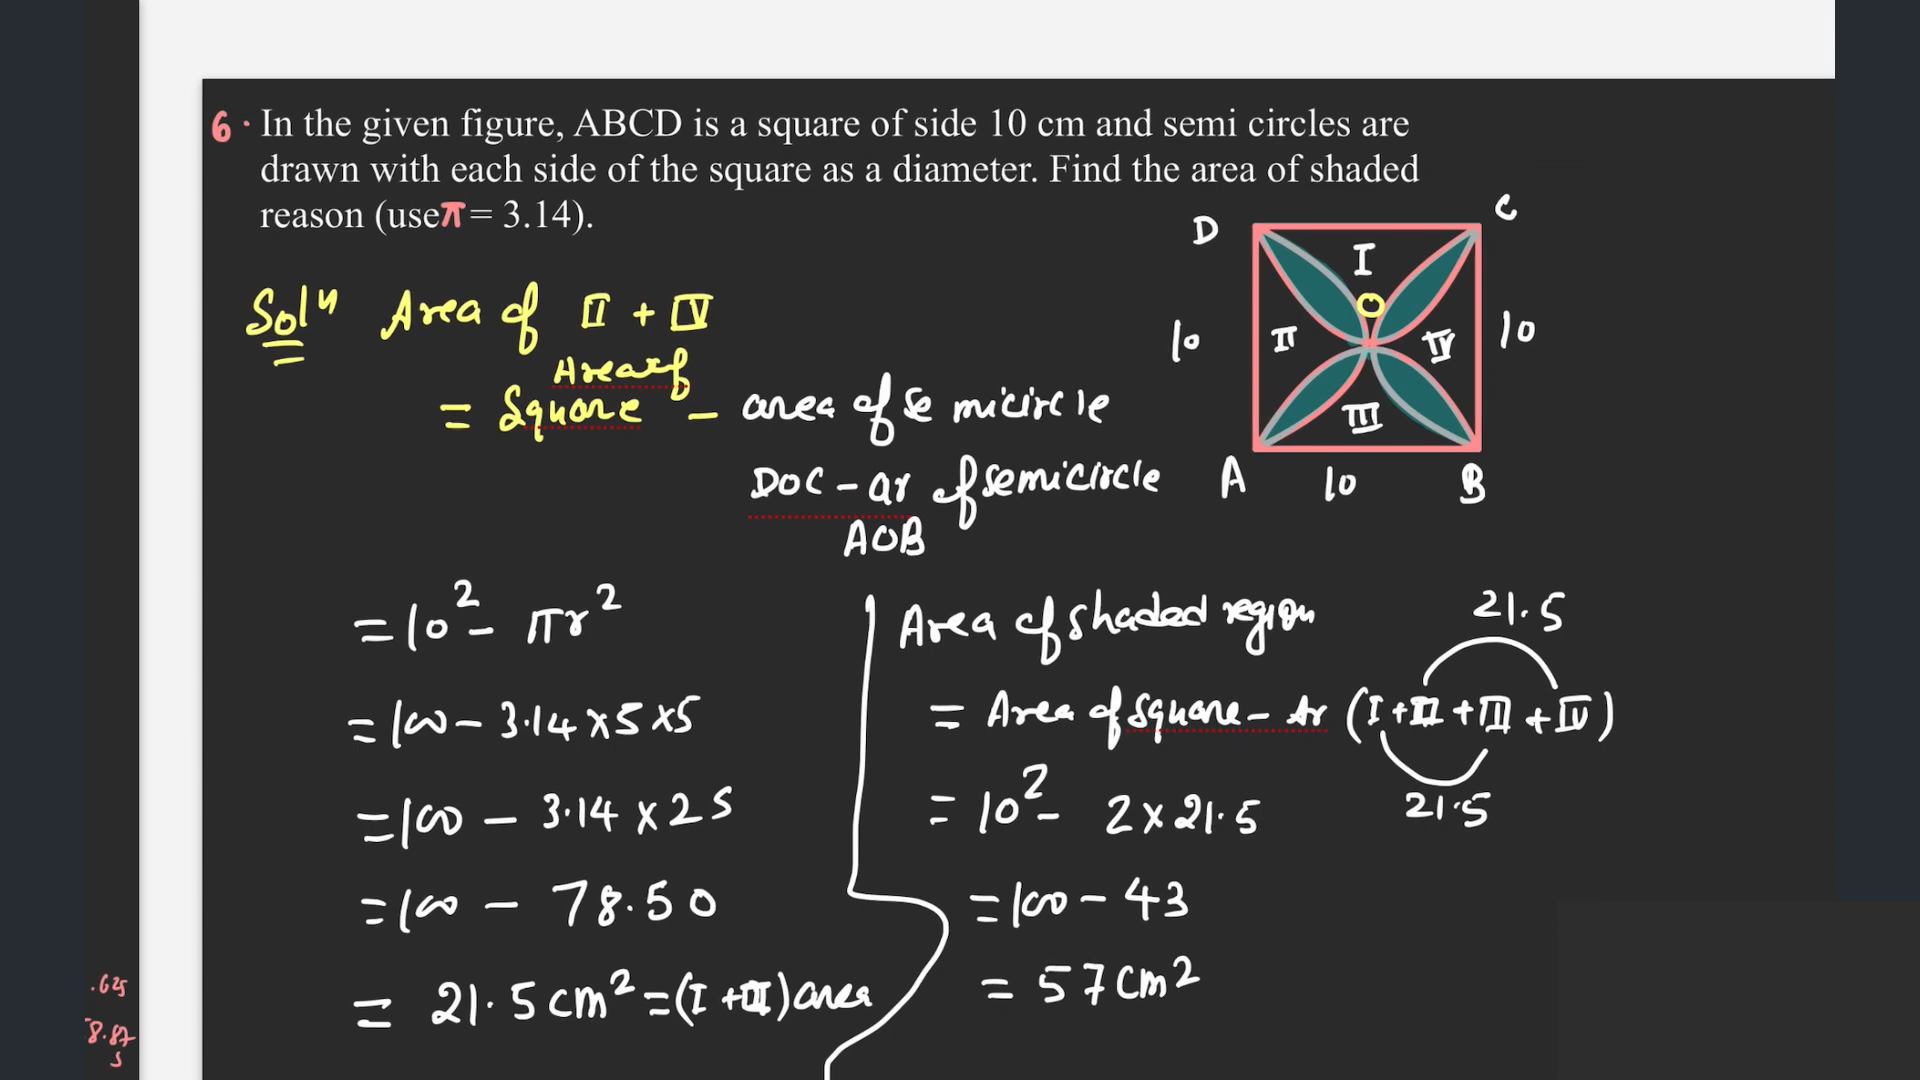 6. In the given figure, ABCD is a square of side 10 cm and semi circles are
drawn with each side of the square as a diameter. Find the area of shaded
reason (use π = 3.14).
D
C
I
O
10
II
IV
10
III
A
10
B
Solⁿ Area of II + IV
= Square Area of – area of semicircle
DOC – ar of semicircle
AOB
= 10² – πr²
= 100 – 3.14 x 5 x 5
= 100 – 3.14 x 25
= 100 – 78.50
= 21.5 cm² = (I + III) area
Area of shaded region
21.5
= Area of square – Ar (I + II + III + IV)
21.5
= 10² – 2 x 21.5
= 100 – 43
= 57 cm²
.625
8.87
5